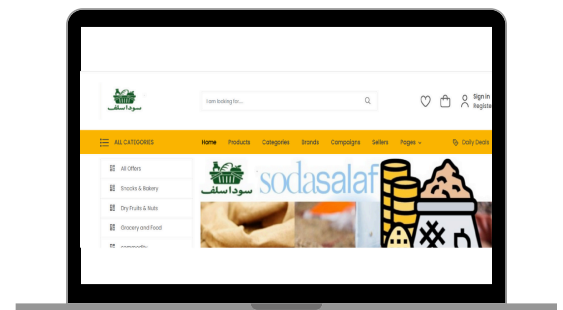 سودا سلف
I am looking for...
Sign in
Registe
ALL CATEGORIES
Home Products Categories Brands Campaigns Sellers Pages Daily Deals
All Offers
Snacks & Bakery
Dry Fruits & Nuts
Grocery and Food
سودا سلف
sodasalaf